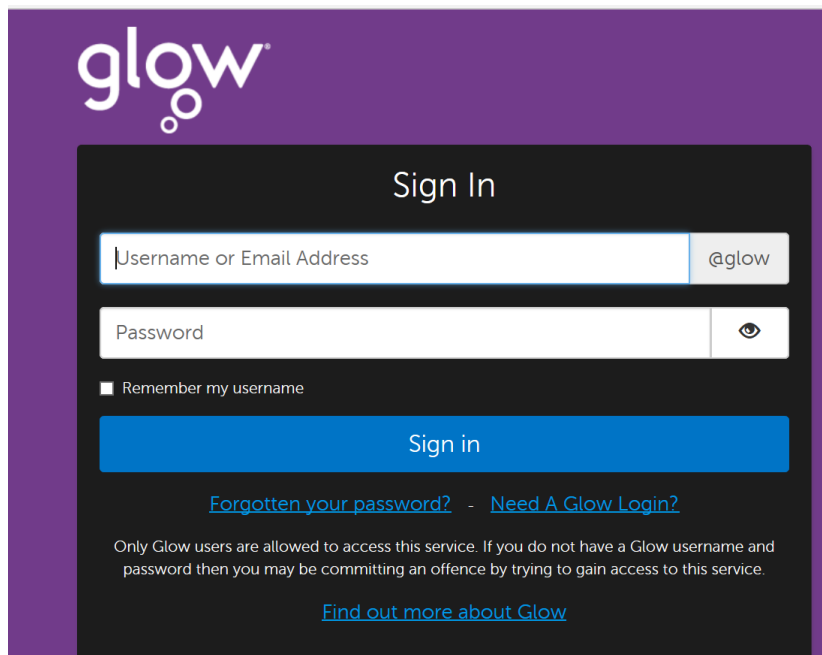 glow
Sign In
Username or Email Address @glow
Password
Remember my username
Sign in
Forgotten your password? - Need A Glow Login?
Only Glow users are allowed to access this service. If you do not have a Glow username and
password then you may be committing an offence by trying to gain access to this service.
Find out more about Glow